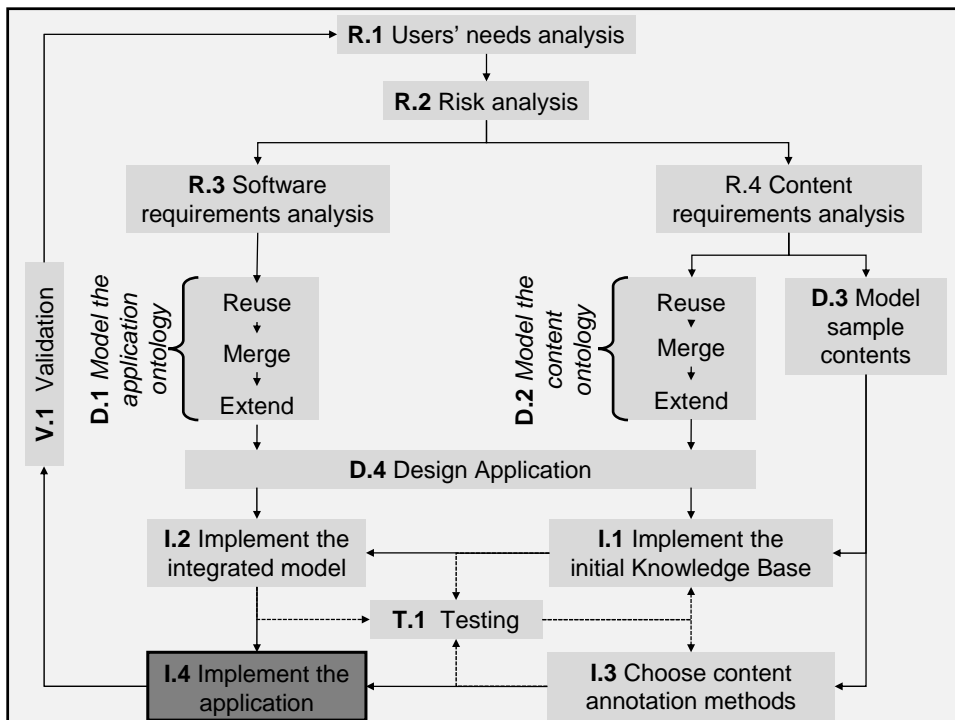 R.1 Users' needs analysis
R.2 Risk analysis
R.3 Software
requirements analysis
R.4 Content
requirements analysis
D.1 Model the
application
ontology
Reuse
Merge
Extend
D.2 Model the
content
ontology
Reuse
Merge
Extend
D.3 Model
sample
contents
V.1 Validation
D.4 Design Application
I.2 Implement the
integrated model
I.1 Implement the
initial Knowledge Base
T.1 Testing
I.4 Implement the
application
I.3 Choose content
annotation methods